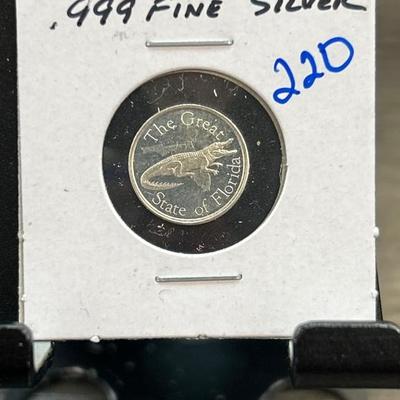 .999 FINE SILVER
220
The Great
State of Florida